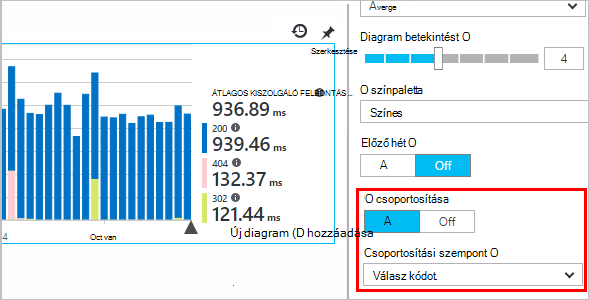 Szerkesztése
ÁTLAGOS KISZOLGÁLÓ FELBONTÁS...
936.89 ms
200
939.46 ms
404
132.37 ms
302
121.44 ms
4
Oct van
Új diagram (D hozzáadása
Averge
Diagram betekintést O
4
O színpaletta
Színes
Előző hét O
A
Off
O csoportosítása
A
Off
Csoportosítási szempont O
Válasz kódot.